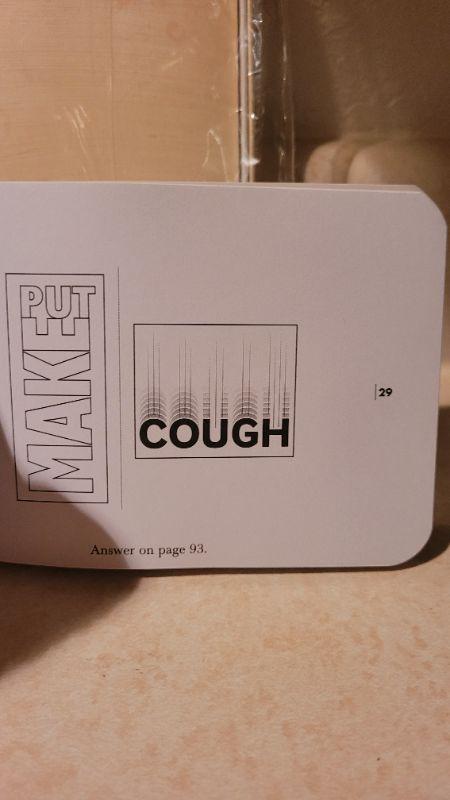 PUT
MAKE
COUGH
29
Answer on page 93.